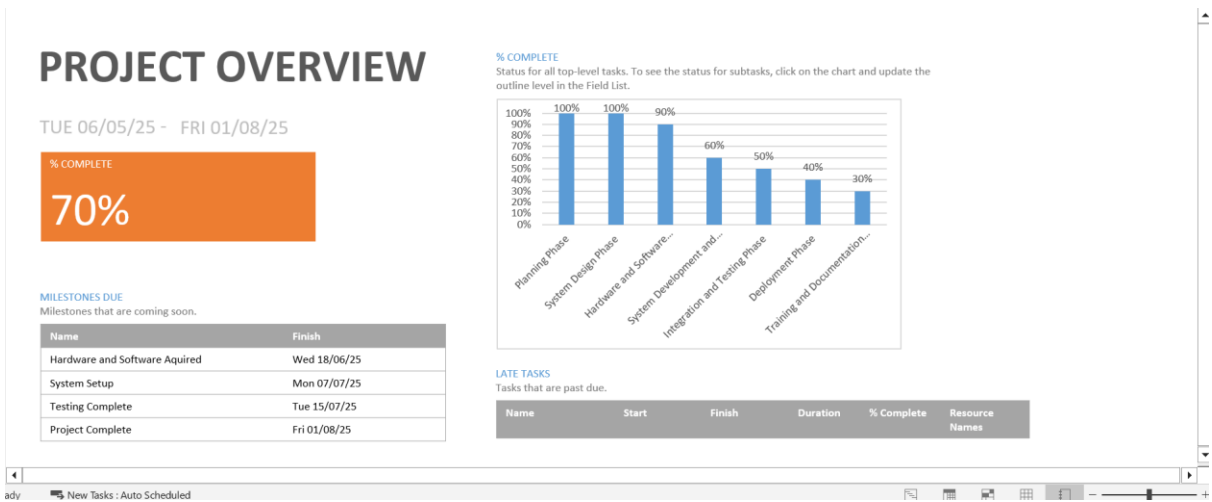 PROJECT OVERVIEW
TUE 06/05/25 - FRI 01/08/25
% COMPLETE
70%
MILESTONES DUE
Milestones that are coming soon.
Name Finish
Hardware and Software Aquired Wed 18/06/25
System Setup Mon 07/07/25
Testing Complete Tue 15/07/25
Project Complete Fri 01/08/25
% COMPLETE
Status for all top-level tasks. To see the status for subtasks, click on the chart and update the
outline level in the Field List.
100%
90%
80%
70%
60%
50%
40%
30%
20%
10%
0%
100% 100% 90% 60% 50% 40% 30%
Planning Phase
System Design Phase
Hardware and Software...
System Development and...
Integration and Testing Phase
Deployment Phase
Training and Documentation...
LATE TASKS
Tasks that are past due.
Name Start Finish Duration % Complete Resource
Names
ady New Tasks : Auto Scheduled